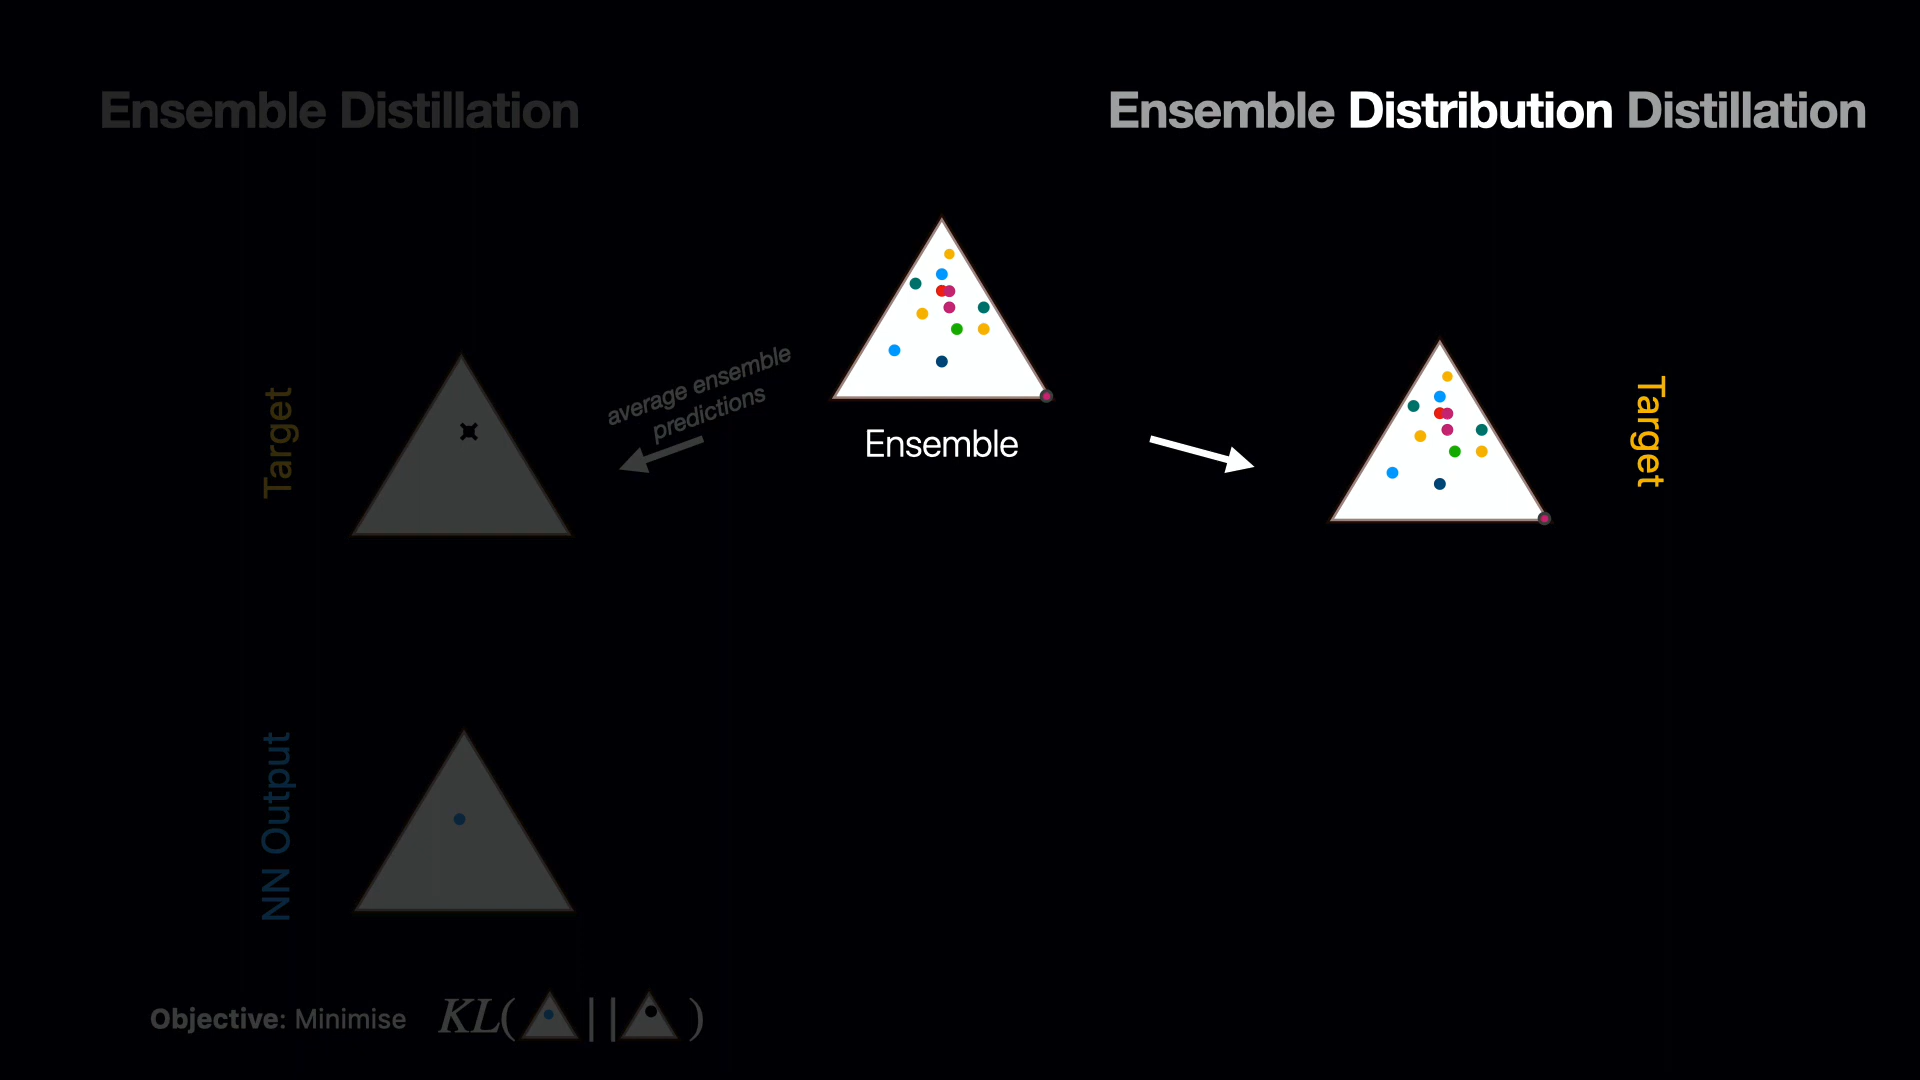 Ensemble Distillation
Ensemble Distribution Distillation
average ensemble
predictions
Ensemble
Target
Target
NN Output
Objective: Minimise KL( || )